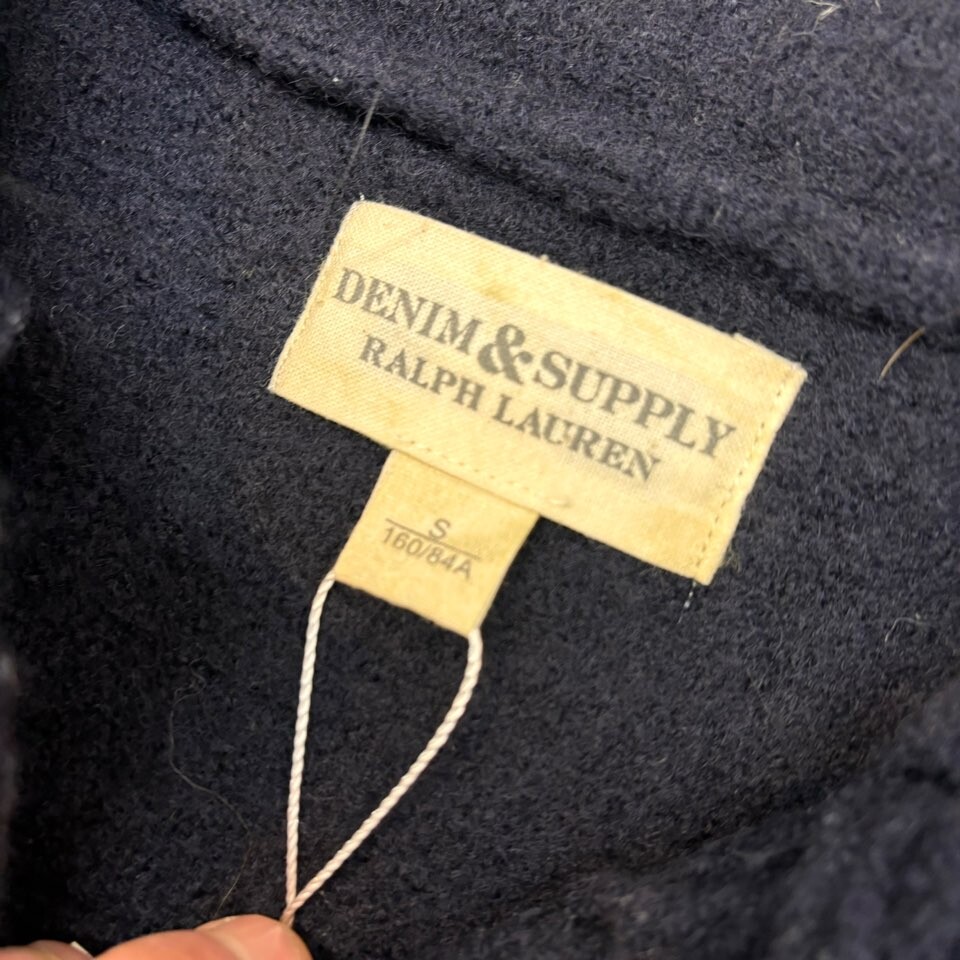 DENIM & SUPPLY
RALPH LAUREN
S
160/84A